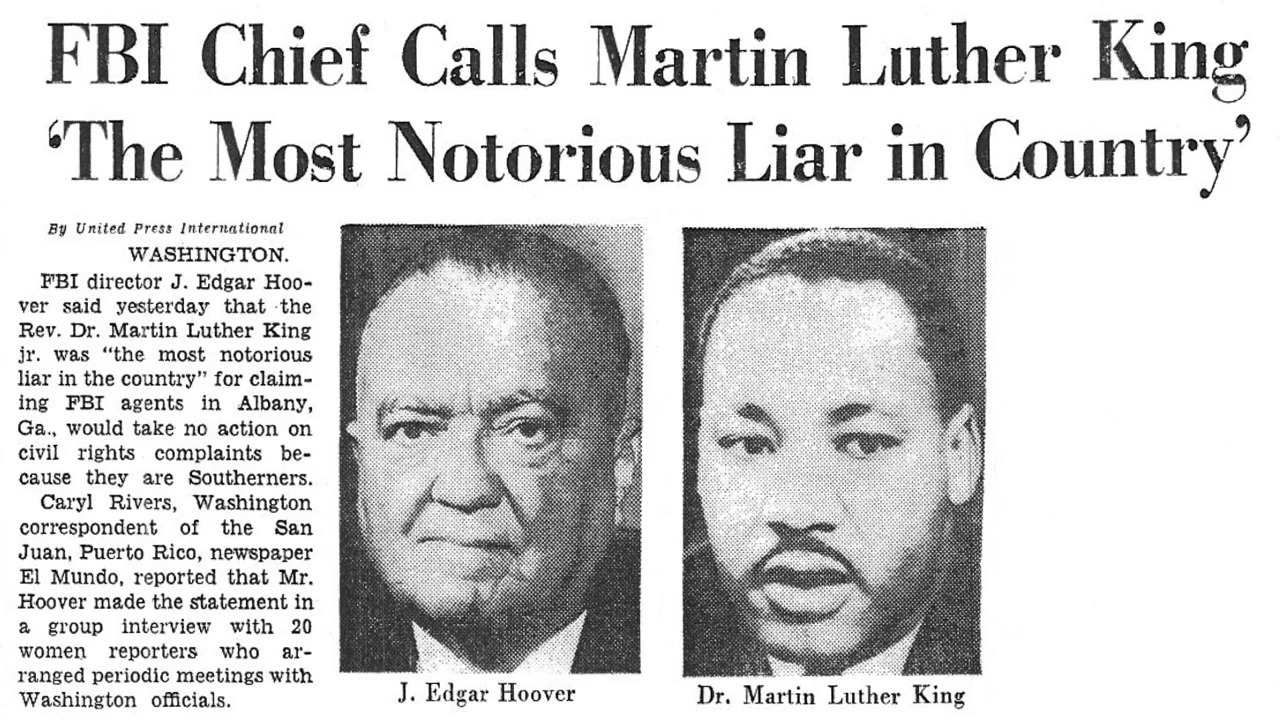 FBI Chief Calls Martin Luther King
‘The Most Notorious Liar in Country’
By United Press International
WASHINGTON.
FBI director J. Edgar Hoo-
ver said yesterday that the
Rev. Dr. Martin Luther King
jr. was “the most notorious
liar in the country” for claim-
ing FBI agents in Albany,
Ga., would take no action on
civil rights complaints be-
cause they are Southerners.
Caryl Rivers, Washington
correspondent of the San
Juan, Puerto Rico, newspaper
El Mundo, reported that Mr.
Hoover made the statement in
a group interview with 20
women reporters who ar-
ranged periodic meetings with
Washington officials.
J. Edgar Hoover
Dr. Martin Luther King